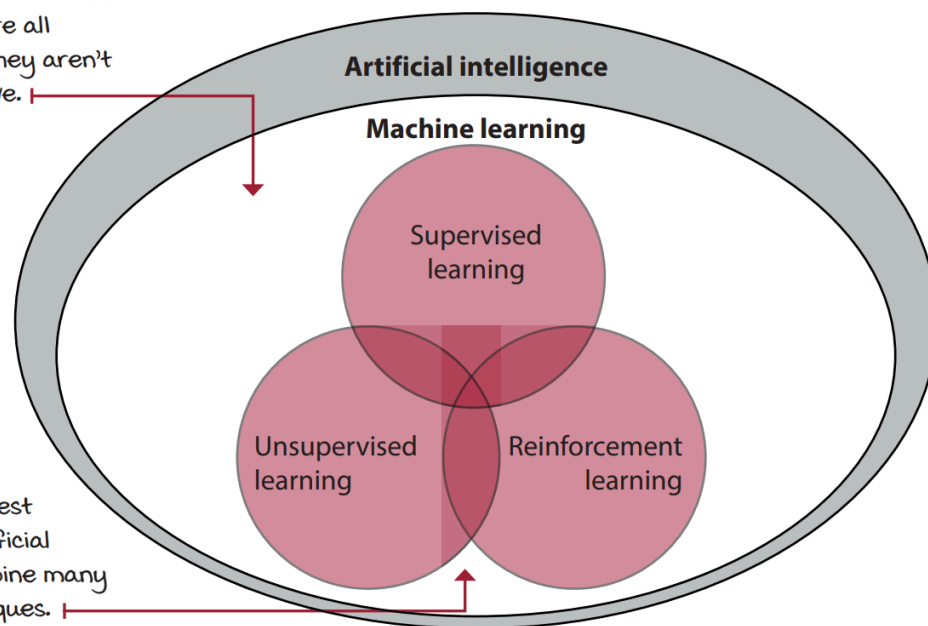 re all
hey aren't
ve.
Artificial intelligence
Machine learning
Supervised
learning
Unsupervised
learning
Reinforcement
learning
est
ficial
bine many
ques.